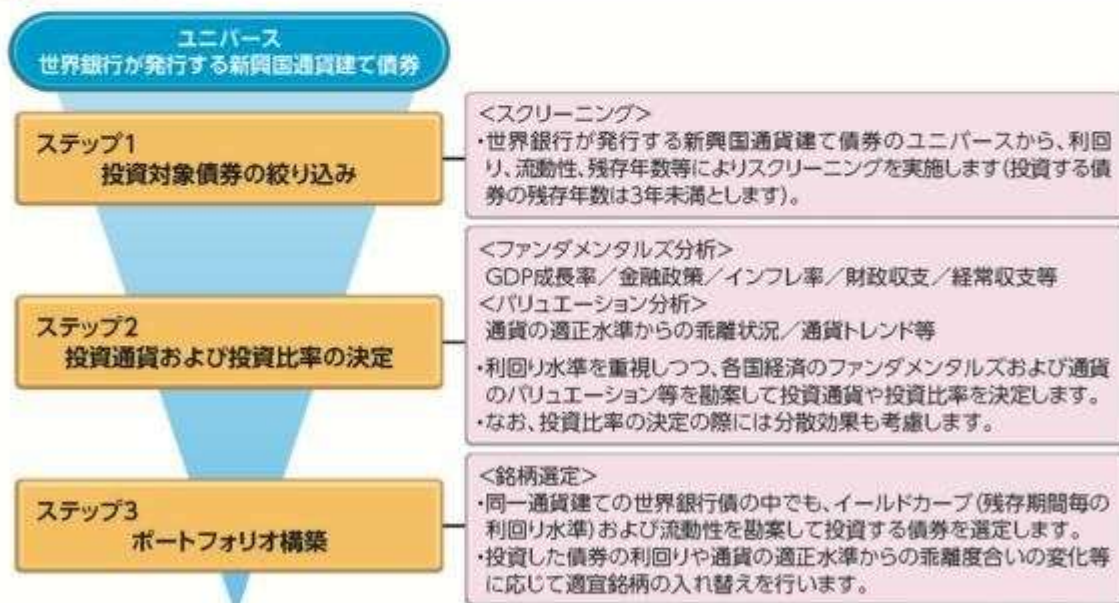 ユニバース
世界銀行が発行する新興国通貨建て債券
ステップ1
投資対象債券の絞り込み
<スクリーニング>
・世界銀行が発行する新興国通貨建て債券のユニバースから、利回
り、流動性、残存年数等によりスクリーニングを実施します(投資する債
券の残存年数は3年未満とします)。
ステップ2
投資通貨および投資比率の決定
<ファンダメンタルズ分析>
GDP成長率／金融政策／インフレ率／財政収支／経常収支等
<バリュエーション分析>
通貨の適正水準からの乖離状況／通貨トレンド等
・利回り水準を重視しつつ、各国経済のファンダメンタルズおよび通貨
のバリュエーション等を勘案して投資通貨や投資比率を決定します。
・なお、投資比率の決定の際には分散効果も考慮します。
ステップ3
ポートフォリオ構築
<銘柄選定>
・同一通貨建ての世界銀行債の中でも、イールドカーブ(残存期間毎の
利回り水準)および流動性を勘案して投資する債券を選定します。
・投資した債券の利回りや通貨の適正水準からの乖離度合いの変化等
に応じて適宜銘柄の入れ替えを行います。